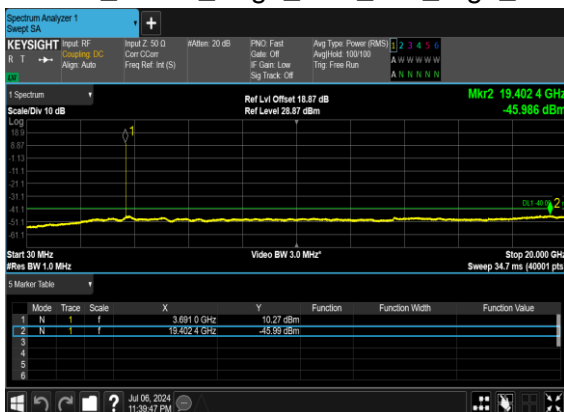 Spectrum Analyzer 1
Swept SA
+
KEYSIGHT Input: RF Input Z: 50 Ω #Atten: 20 dB PNO: Fast Avg Type: Power (RMS) 1 2 3 4 5 6
R T Coupling: DC Corr CCorr Gate: Off Avg|Hold: 100/100 A W W W W W
Align: Auto Freq Ref: Int (S) IF Gain: Low Trig: Free Run A N N N N N
Sig Track: Off
1 Spectrum Ref Lvl Offset 18.87 dB Mkr2 19.402 4 GHz
Scale/Div 10 dB Ref Level 28.87 dBm -45.986 dBm
Log
18.9
8.87
-1.13
-11.1
-21.1
-31.1
-41.1
-51.1
-61.1
1
2
Start 30 MHz Video BW 3.0 MHz* Stop 20.000 GHz
#Res BW 1.0 MHz Sweep 34.7 ms (40001 pts
5 Marker Table
Mode Trace Scale X Y Function Function Width Function Value
1 N 1 f 3.691 0 GHz 10.27 dBm
2 N 1 f 19.402 4 GHz -45.99 dBm
3
4
5
6
? Jul 06, 2024
11:39:47 PM